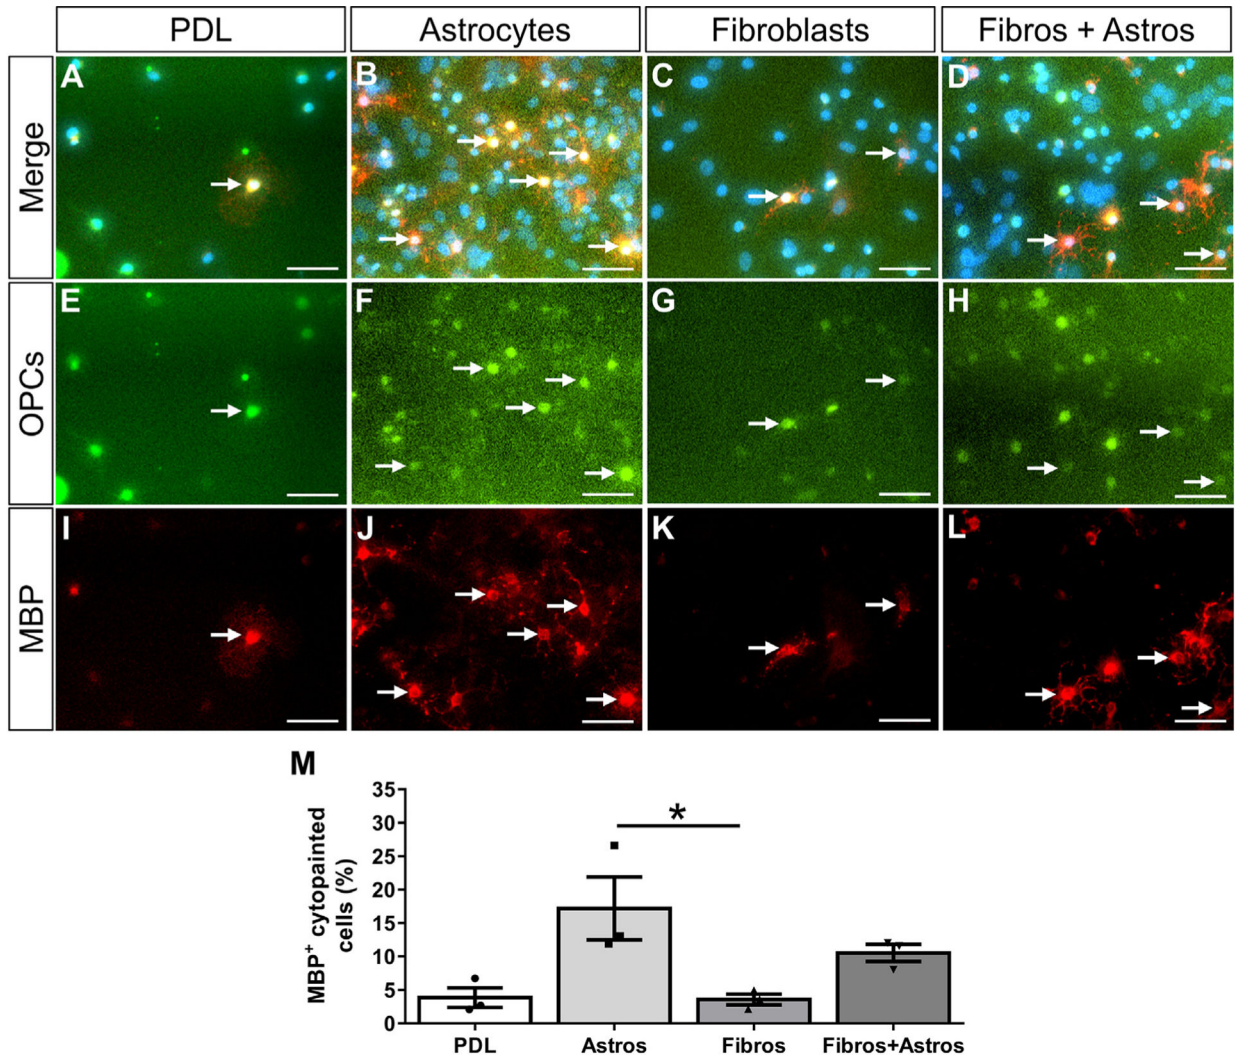 PDL Astrocytes Fibroblasts Fibros + Astros
Merge A B C D
OPCs E F G H
MBP I J K L
M
MBP⁺ cytopainted
cells (%)
35
30
25
20
15
10
5
0
*
PDL Astros Fibros Fibros+Astros